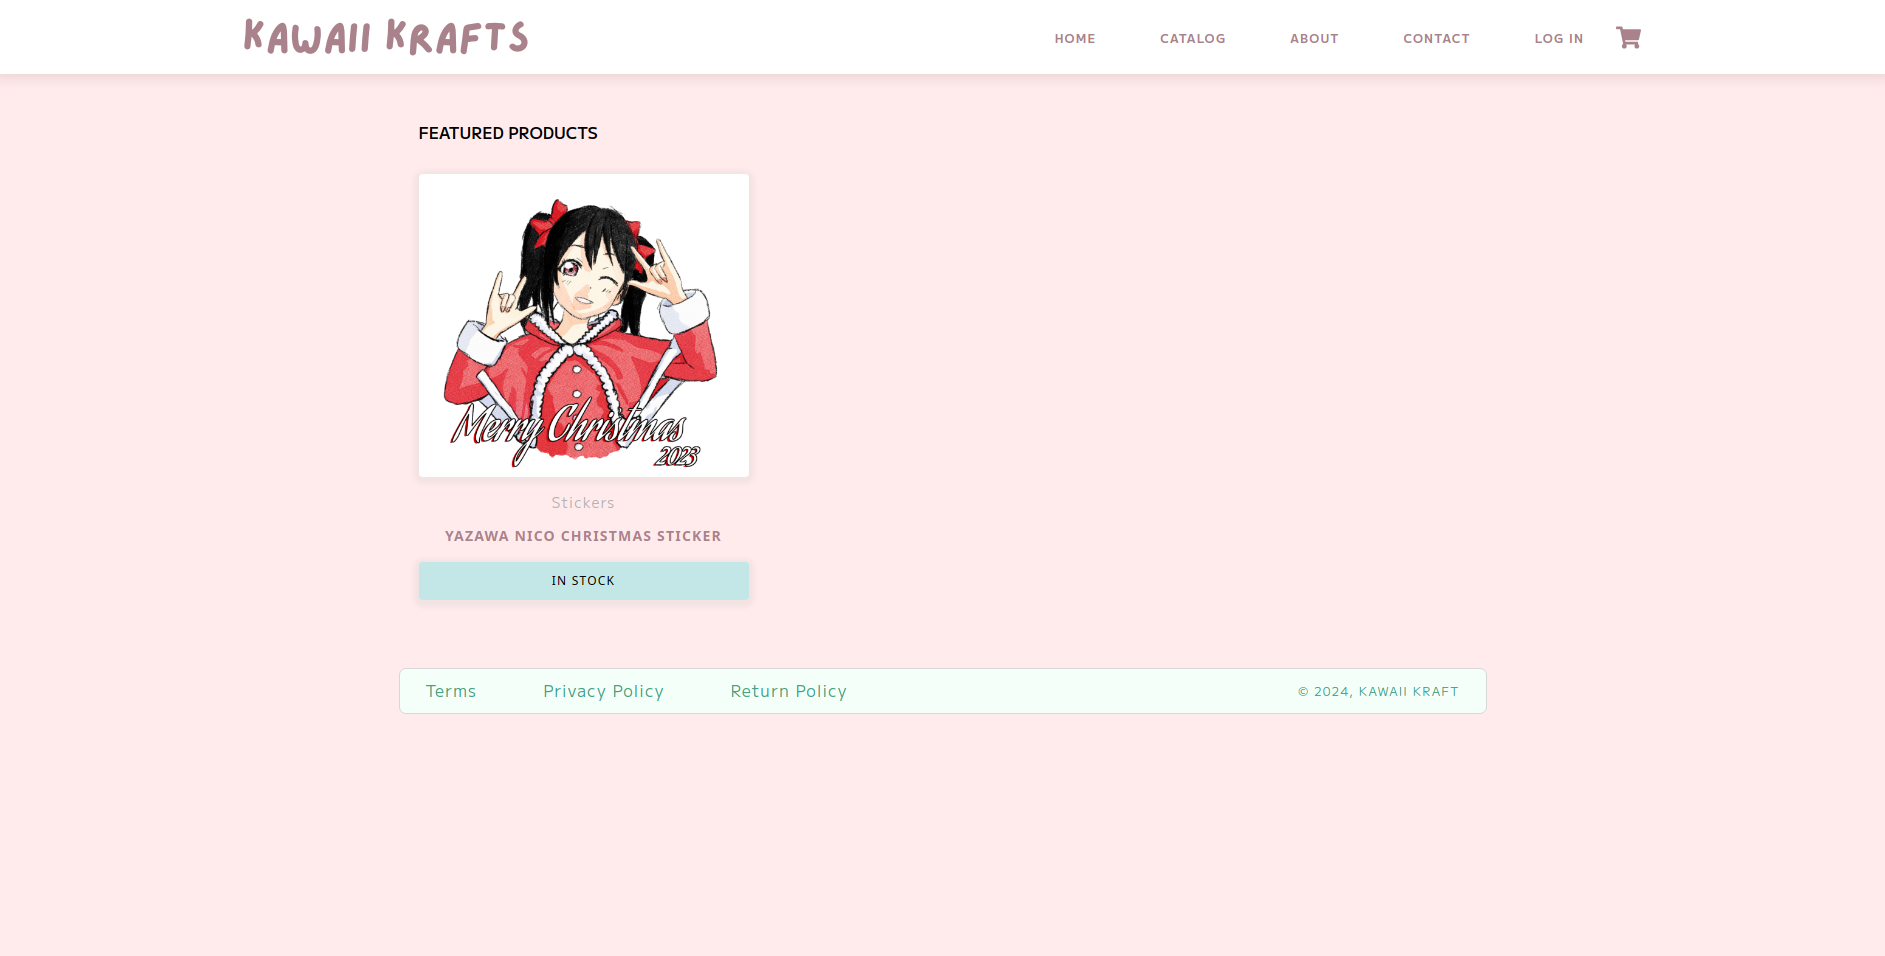 KAWAII KRAFTS
HOME CATALOG ABOUT CONTACT LOG IN
FEATURED PRODUCTS
Merry Christmas
2023
Stickers
YAZAWA NICO CHRISTMAS STICKER
IN STOCK
Terms Privacy Policy Return Policy © 2024, KAWAII KRAFT